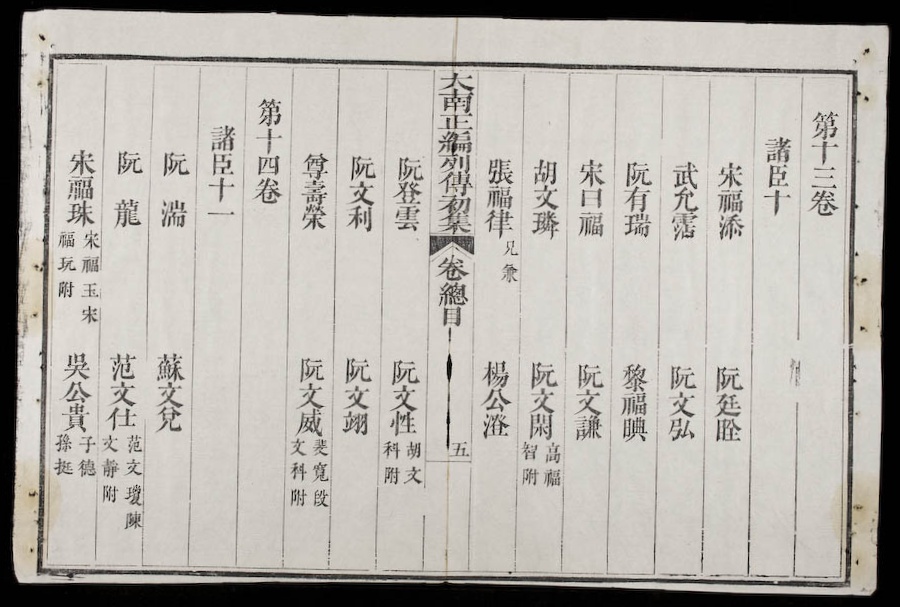 第十三卷
諸臣十
宋福添 阮廷
武允霑 阮文弘
阮有瑞 黎福晪
宋曰福 阮文謙
胡文璘 阮文閑 高福智附
張福律 兄兼 楊公澄
大南正編列傳初集 卷總目 五
阮登雲 阮文性 胡文科附
阮文利 阮文翊
尊壽榮 阮文威 裴寬段文科附
第十四卷
諸臣十一
阮湍 蘇文兌
阮龍 范文仕 范文瓊陳文靜附
宋福珠 宋福玉宋福玩附 吳公貴 子德孫挺